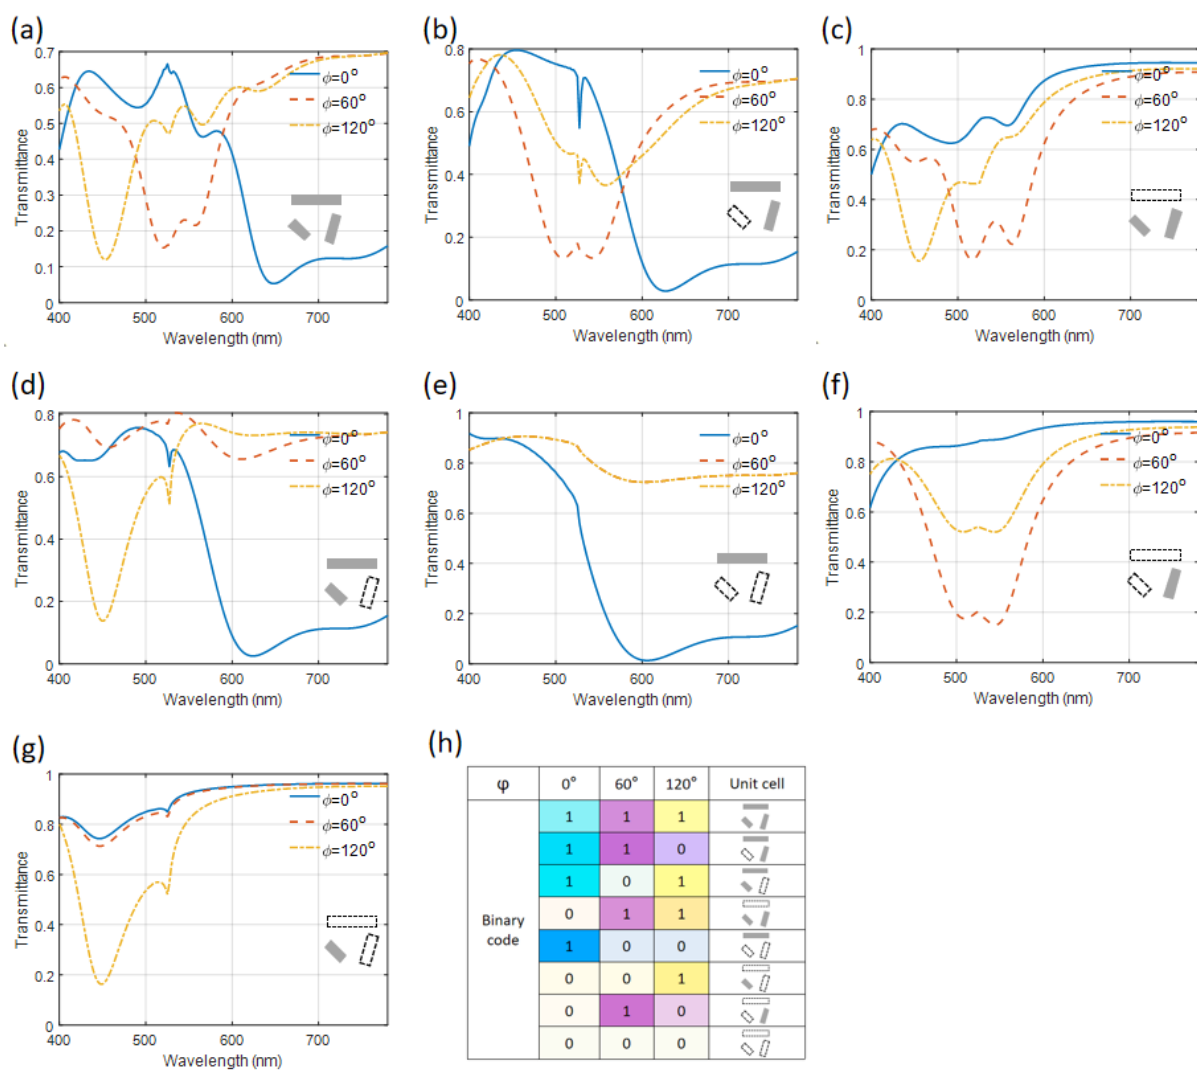 (a)
0.7
0.6
0.5
0.4
0.3
0.2
0.1
0
Transmittance
ϕ=0°
ϕ=60°
ϕ=120°
400
500
600
700
Wavelength (nm)
(b)
0.8
0.6
0.4
0.2
0
Transmittance
ϕ=0°
ϕ=60°
ϕ=120°
400
500
600
700
Wavelength (nm)
(c)
1
0.8
0.6
0.4
0.2
0
Transmittance
ϕ=0°
ϕ=60°
ϕ=120°
400
500
600
700
Wavelength (nm)
(d)
0.8
0.6
0.4
0.2
0
Transmittance
ϕ=0°
ϕ=60°
ϕ=120°
400
500
600
700
Wavelength (nm)
(e)
1
0.8
0.6
0.4
0.2
0
Transmittance
ϕ=0°
ϕ=60°
ϕ=120°
400
500
600
700
Wavelength (nm)
(f)
1
0.8
0.6
0.4
0.2
0
Transmittance
ϕ=0°
ϕ=60°
ϕ=120°
400
500
600
700
Wavelength (nm)
(g)
1
0.8
0.6
0.4
0.2
0
Transmittance
ϕ=0°
ϕ=60°
ϕ=120°
400
500
600
700
Wavelength (nm)
(h)
φ 0° 60° 120° Unit cell
Binary
code
1 1 1
1 1 0
1 0 1
0 1 1
1 0 0
0 0 1
0 1 0
0 0 0